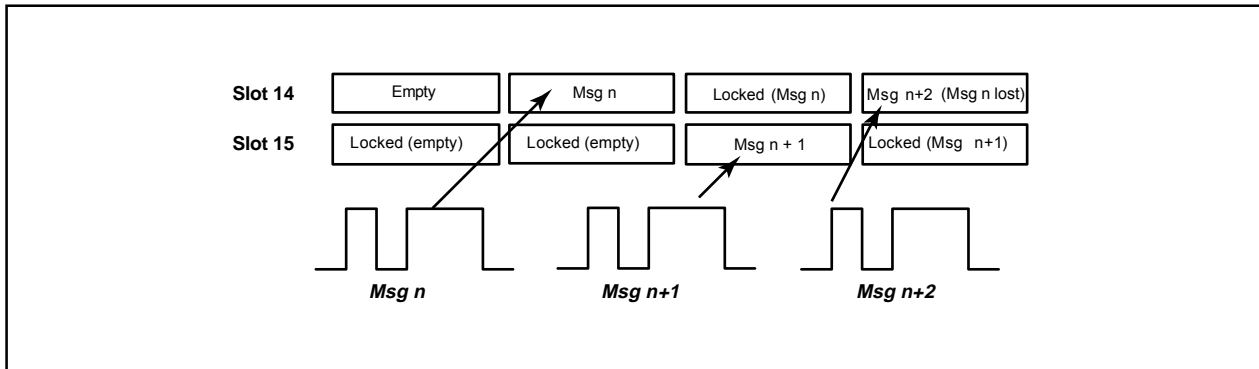 Slot 14 Empty Msg n Locked (Msg n) Msg n+2 (Msg n lost)
Slot 15 Locked (empty) Locked (empty) Msg n + 1 Locked (Msg n+1)
Msg n Msg n+1 Msg n+2